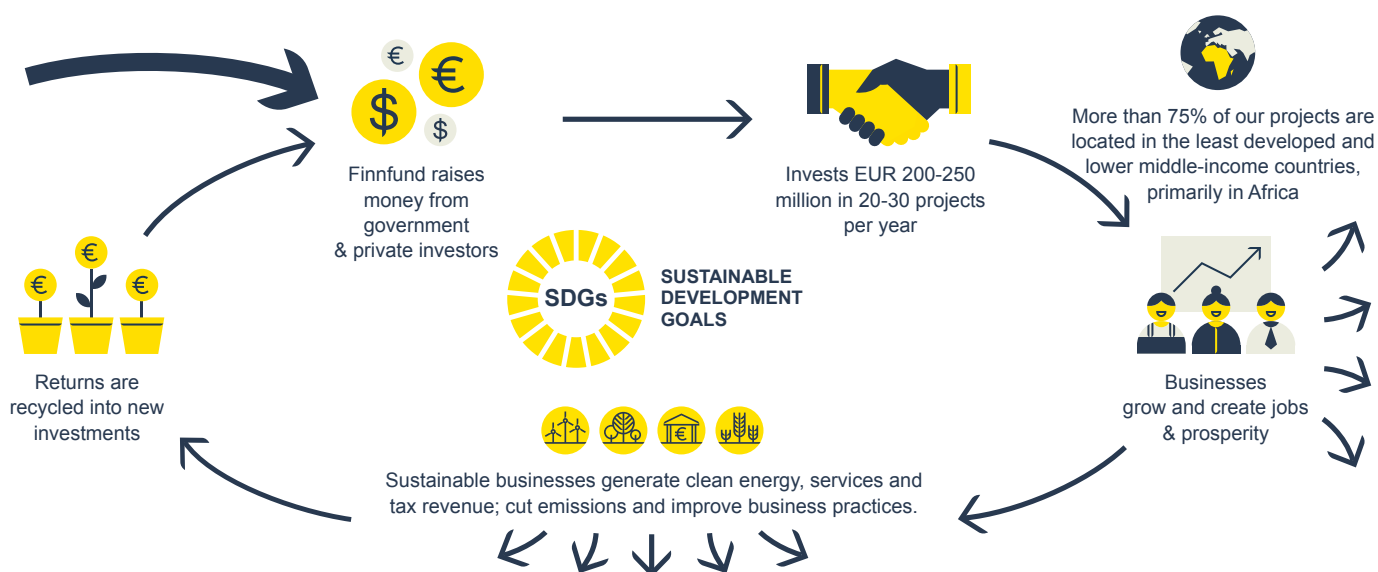 €
€
$
$
Finnfund raises
money from
government
& private investors
Invests EUR 200-250
million in 20-30 projects
per year
More than 75% of our projects are
located in the least developed and
lower middle-income countries,
primarily in Africa
SDGs
SUSTAINABLE
DEVELOPMENT
GOALS
Businesses
grow and create jobs
& prosperity
€
Sustainable businesses generate clean energy, services and
tax revenue; cut emissions and improve business practices.
€
€
€
Returns are
recycled into new
investments